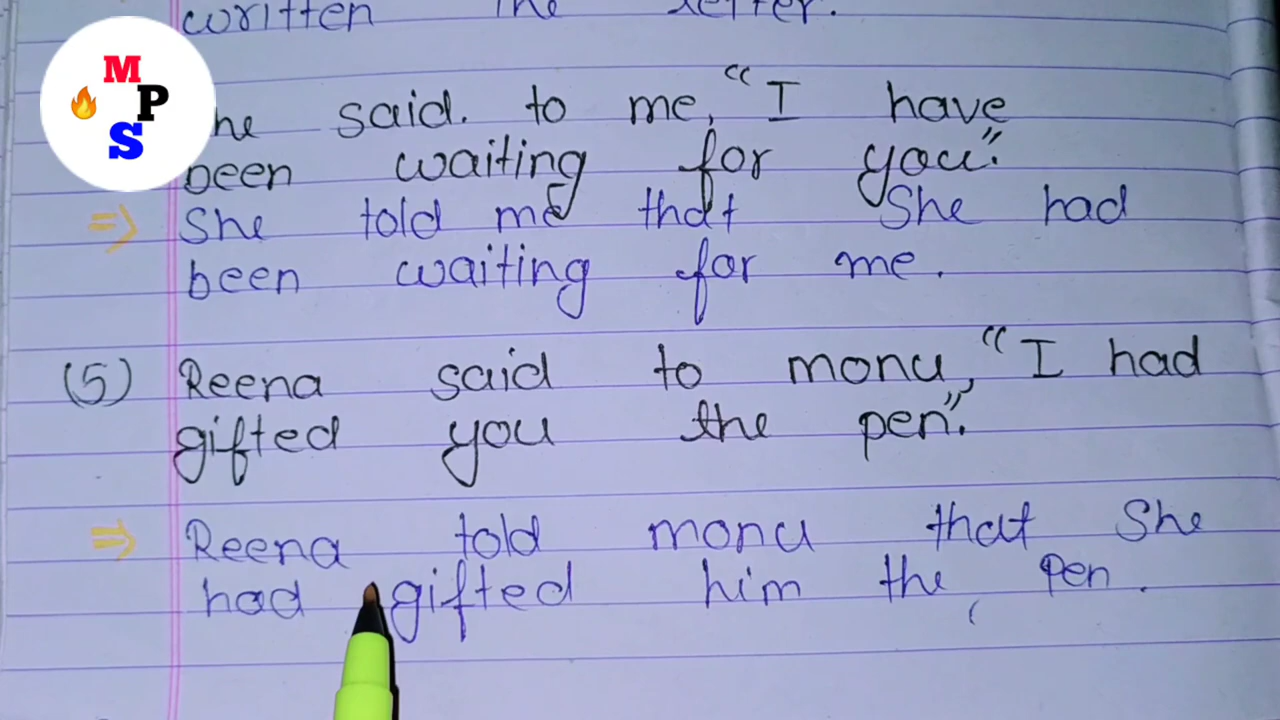 written the letter.
M
P
S
he said. to me, "I have
been waiting for you".
⇒ She told me that She had
been waiting for me.
(5) Reena said to monu, "I had
gifted you the pen".
⇒ Reena told monu that She
had gifted him the pen.